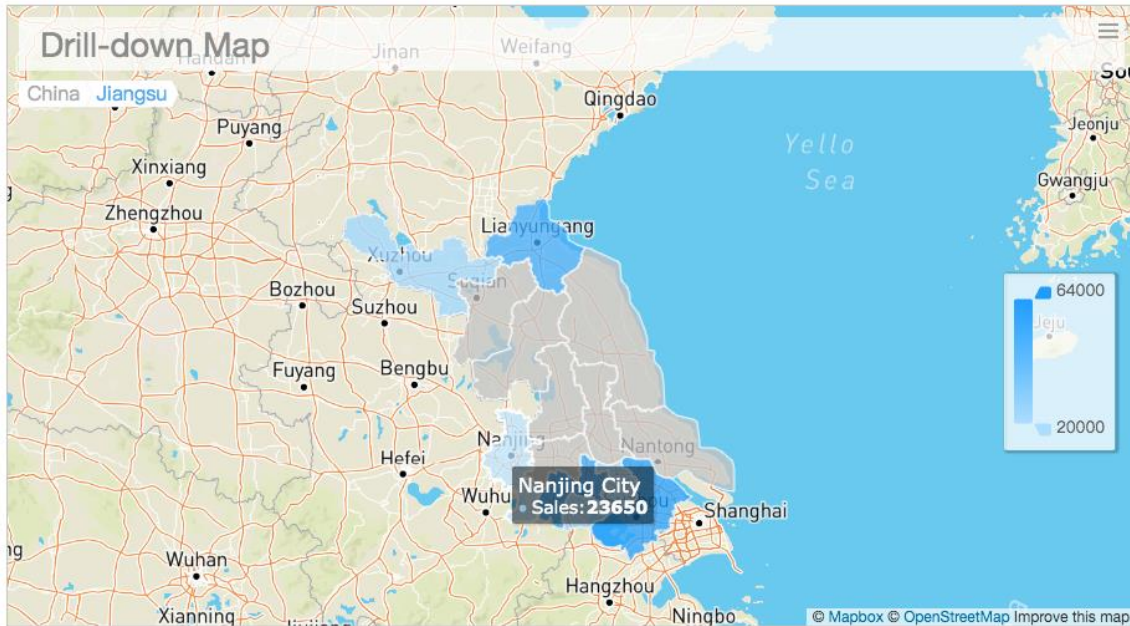 Drill-down Map
Jinan
Weifang
Handan
China Jiangsu
Qingdao
Puyang
Jeonju
Yello
Sea
Xinxiang
Gwangju
Zhengzhou
Lianyungang
Xuzhou
Suqian
Bozhou
64000
Suzhou
Jeju
Fuyang
Bengbu
20000
Nanjing
Nantong
Hefei
Nanjing City
Sales:23650
Wuhu
Shanghai
Wuhan
Hangzhou
Xianning
Ningbo
© Mapbox © OpenStreetMap Improve this map